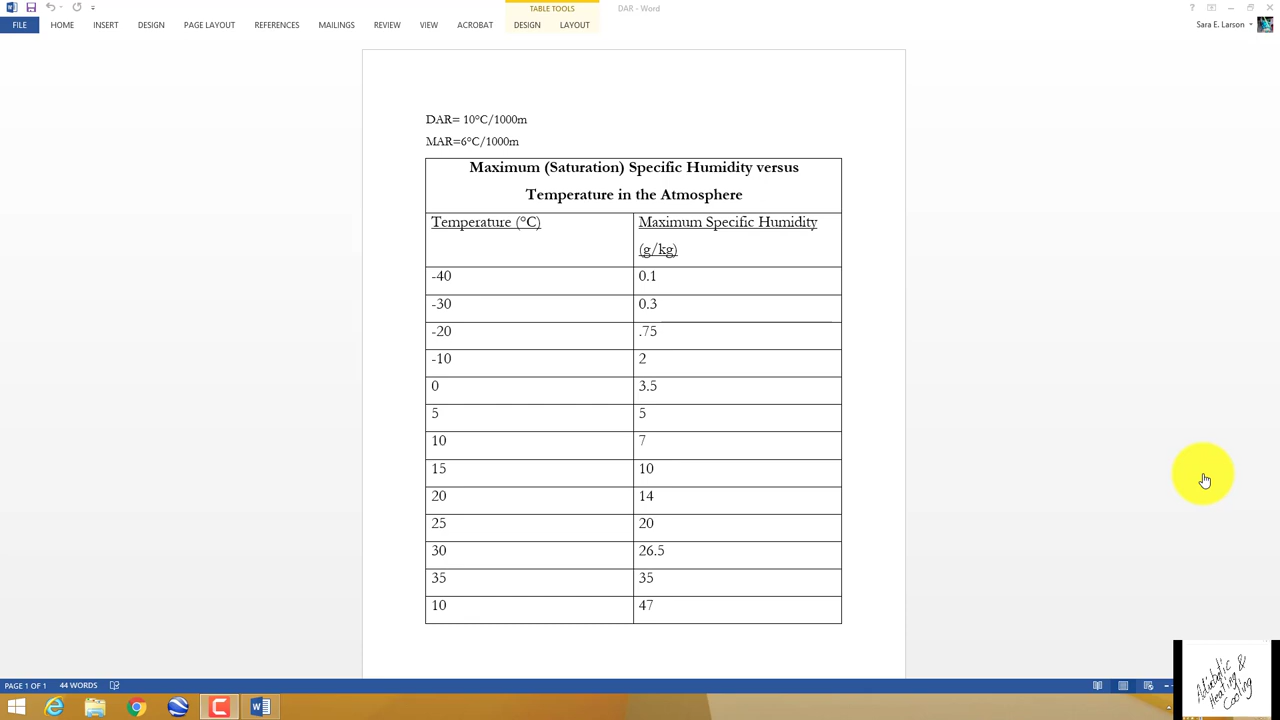 DAR - Word
TABLE TOOLS
FILE HOME INSERT DESIGN PAGE LAYOUT REFERENCES MAILINGS REVIEW VIEW ACROBAT DESIGN LAYOUT
Sara E. Larson
DAR= 10°C/1000m
MAR=6°C/1000m
Maximum (Saturation) Specific Humidity versus
Temperature in the Atmosphere
Temperature (°C) Maximum Specific Humidity
(g/kg)
-40 0.1
-30 0.3
-20 .75
-10 2
0 3.5
5 5
10 7
15 10
20 14
25 20
30 26.5
35 35
10 47
PAGE 1 OF 1 44 WORDS
&
Healing